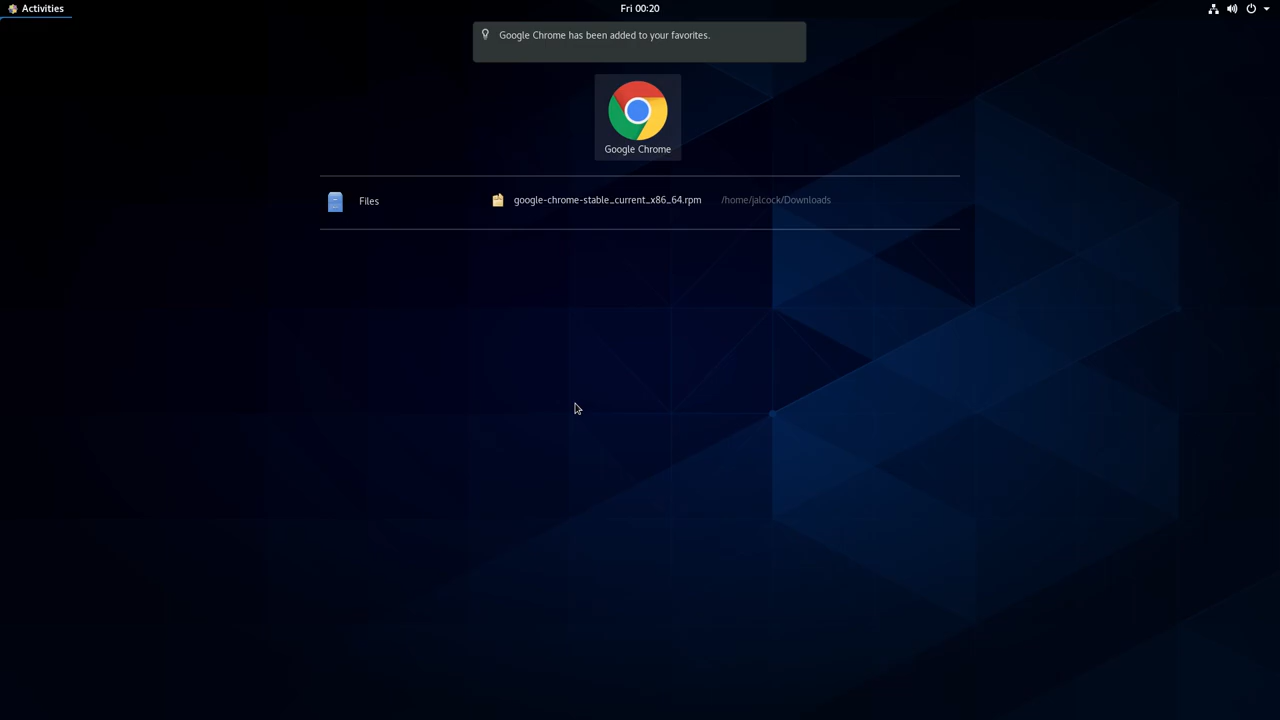 Activities
Fri 00:20
Google Chrome has been added to your favorites.
Google Chrome
Files
google-chrome-stable_current_x86_64.rpm
/home/jalcock/Downloads